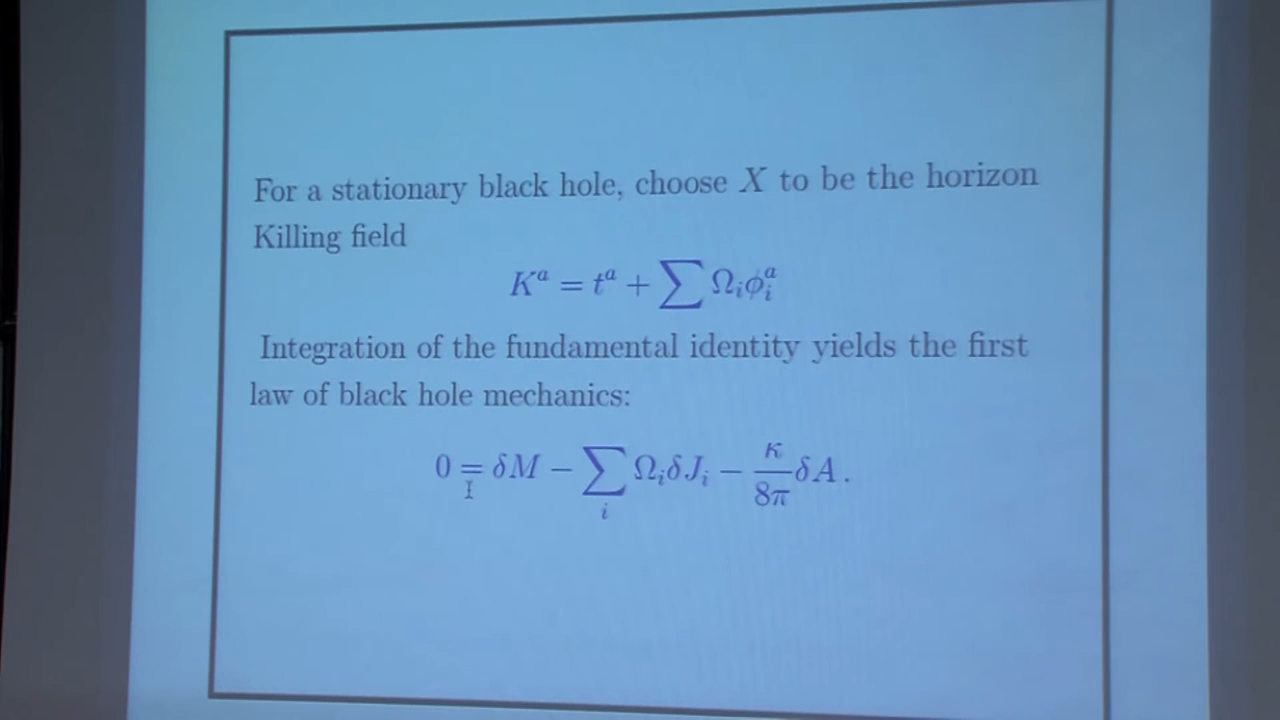 For a stationary black hole, choose X to be the horizon
Killing field
K^a = t^a + ∑ Ω_i ϕ_i^a
Integration of the fundamental identity yields the first
law of black hole mechanics:
0 = δM − ∑_i Ω_i δJ_i − κ/8π δA .